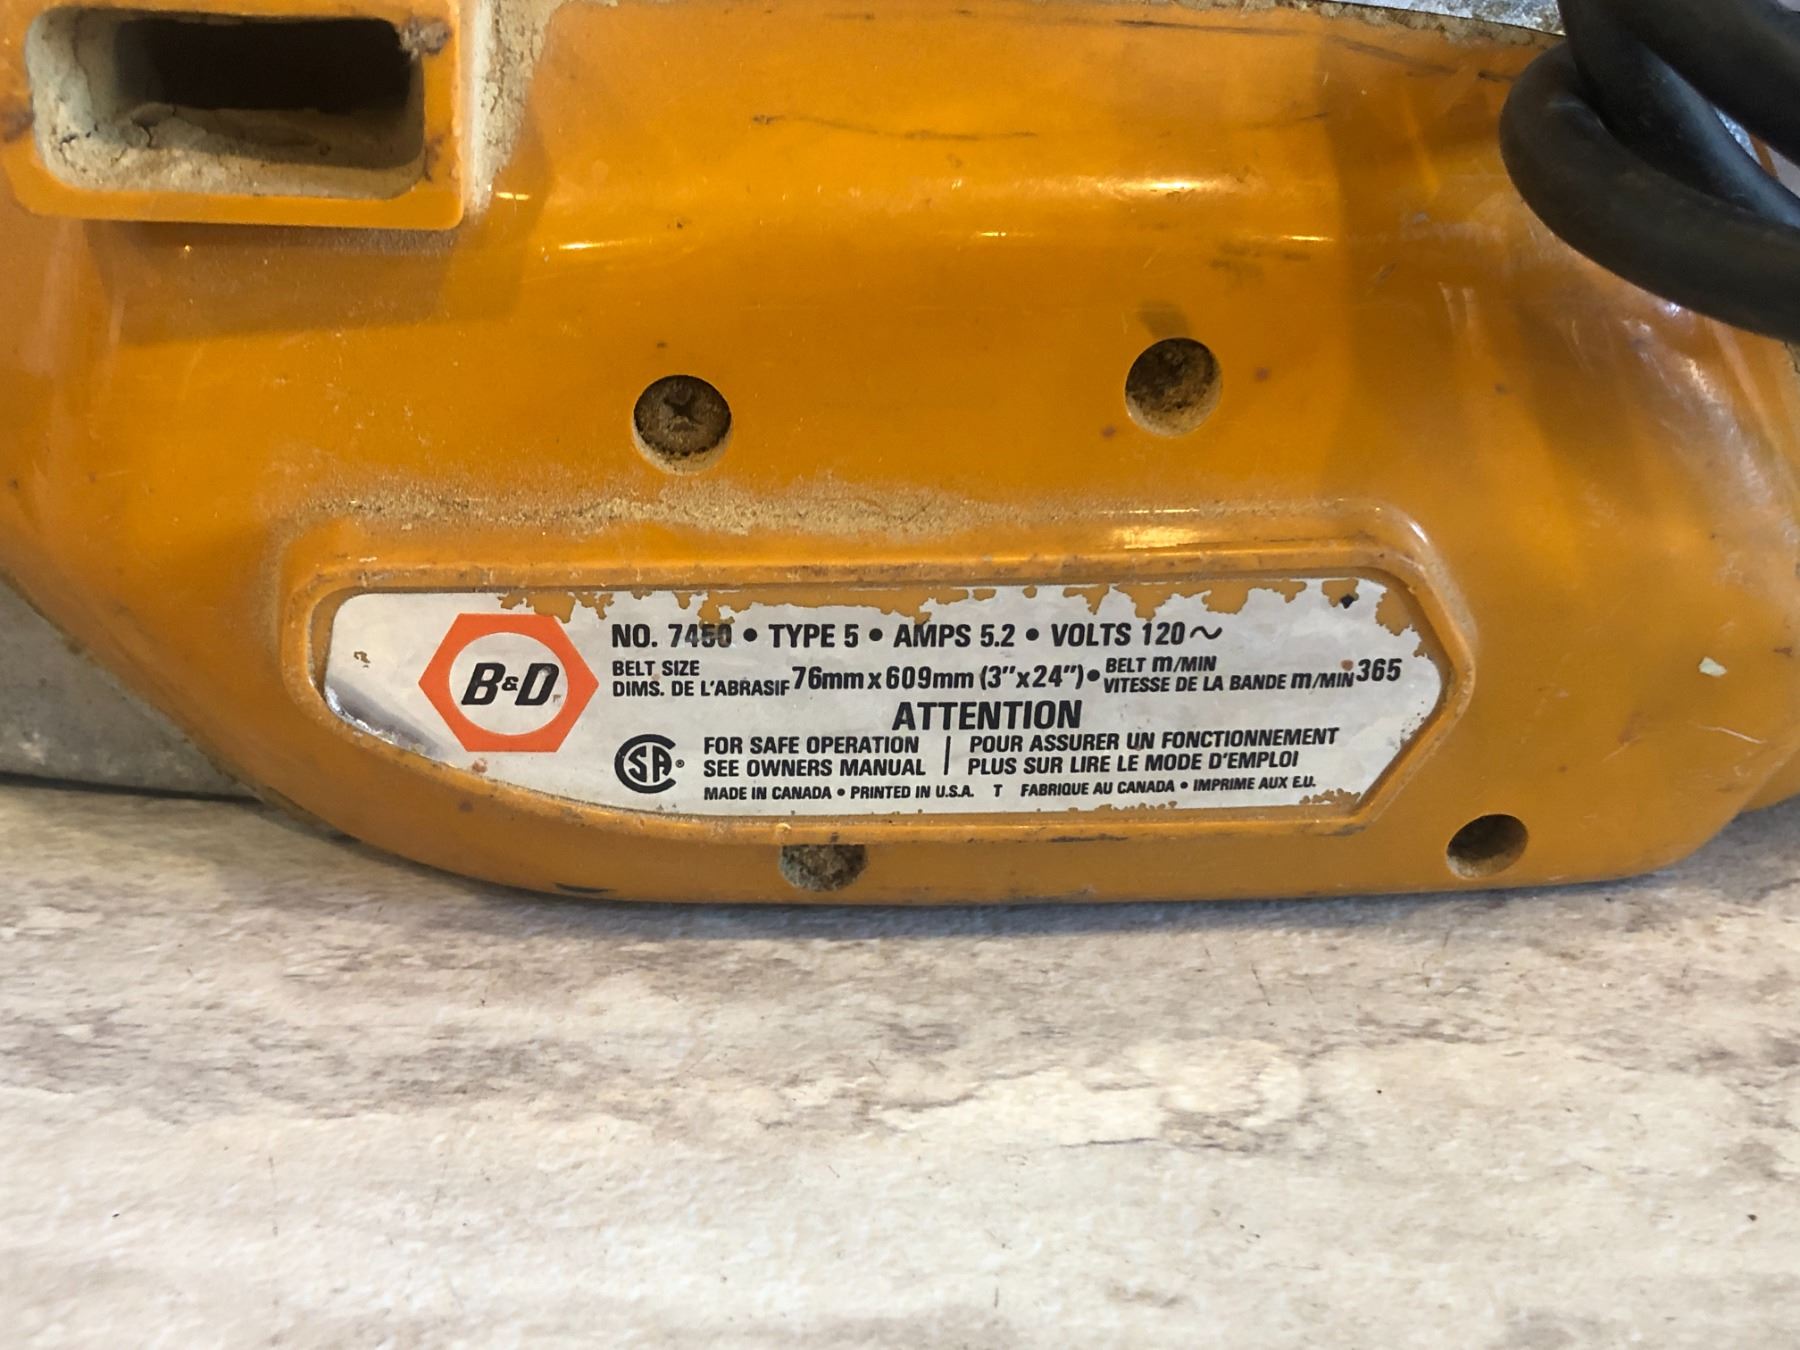 B&D
NO. 7450 • TYPE 5 • AMPS 5.2 • VOLTS 120 ~
BELT SIZE
DIMS. DE L'ABRASIF 76mm x 609mm (3" x 24") • BELT m/MIN
VITESSE DE LA BANDE m/MIN 365
ATTENTION
CSA®
FOR SAFE OPERATION
SEE OWNERS MANUAL
POUR ASSURER UN FONCTIONNEMENT
PLUS SUR LIRE LE MODE D'EMPLOI
MADE IN CANADA • PRINTED IN U.S.A. T FABRIQUE AU CANADA • IMPRIME AUX E.U.